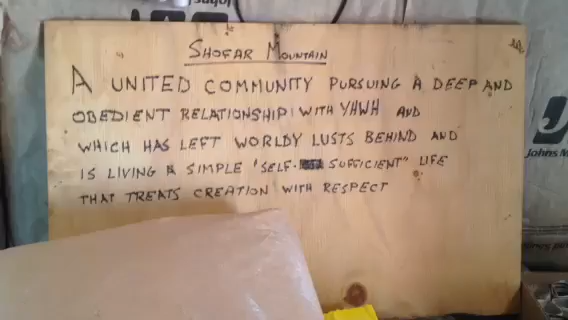 SHOFAR MOUNTAIN
A UNITED COMMUNITY PURSUING A DEEP AND
OBEDIENT RELATIONSHIP WITH YHWH AND
WHICH HAS LEFT WORLDY LUSTS BEHIND AND
IS LIVING A SIMPLE "SELF- SUFFICIENT" LIFE
THAT TREATS CREATION WITH RESPECT
Johns M